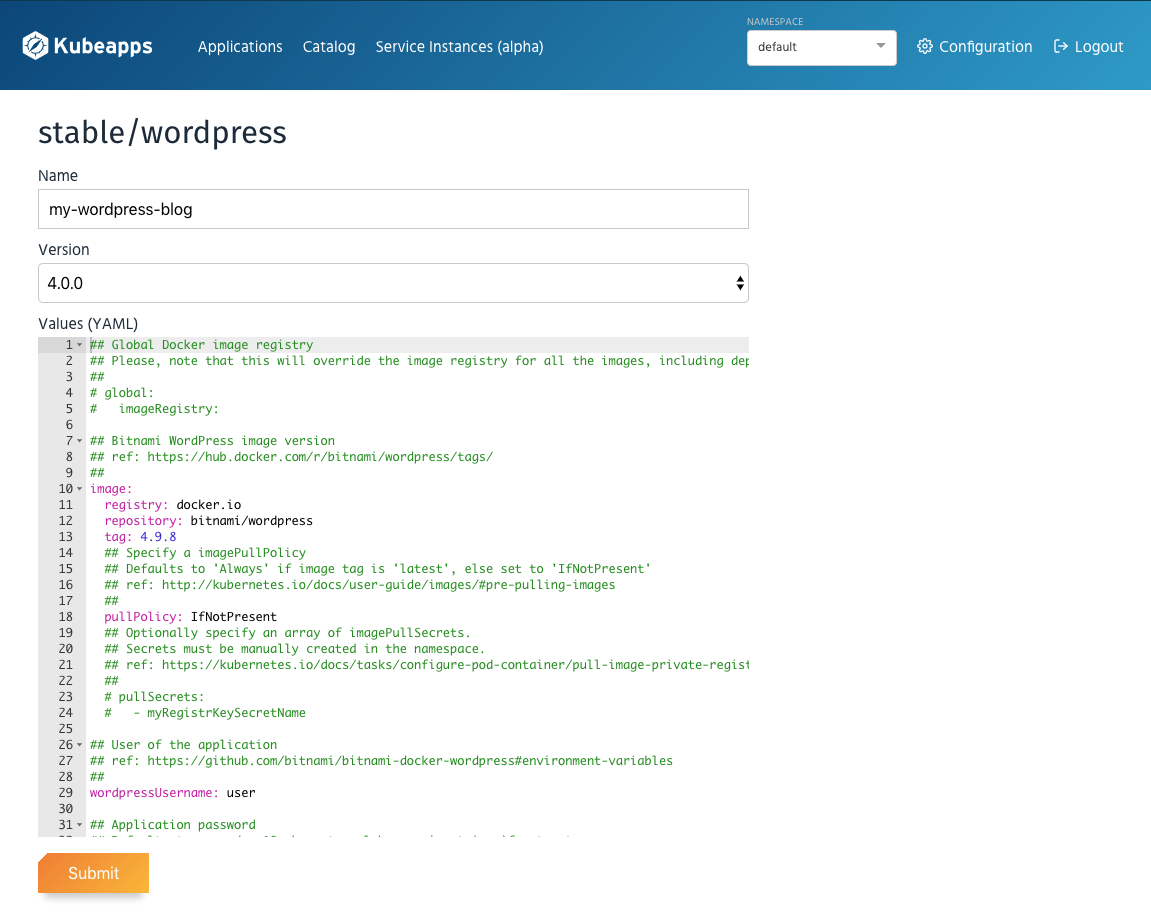 Kubeapps
Applications Catalog Service Instances (alpha)
NAMESPACE
default
Configuration Logout
stable/wordpress
Name
my-wordpress-blog
Version
4.0.0
Values (YAML)
1 ## Global Docker image registry
2 ## Please, note that this will override the image registry for all the images, including dep
3 ##
4 # global:
5 #   imageRegistry:
6
7 ## Bitnami WordPress image version
8 ## ref: https://hub.docker.com/r/bitnami/wordpress/tags/
9 ##
10 image:
11   registry: docker.io
12   repository: bitnami/wordpress
13   tag: 4.9.8
14   ## Specify a imagePullPolicy
15   ## Defaults to 'Always' if image tag is 'latest', else set to 'IfNotPresent'
16   ## ref: http://kubernetes.io/docs/user-guide/images/#pre-pulling-images
17   ##
18   pullPolicy: IfNotPresent
19   ## Optionally specify an array of imagePullSecrets.
20   ## Secrets must be manually created in the namespace.
21   ## ref: https://kubernetes.io/docs/tasks/configure-pod-container/pull-image-private-regist
22   ##
23   # pullSecrets:
24   #   - myRegistrKeySecretName
25
26 ## User of the application
27 ## ref: https://github.com/bitnami/bitnami-docker-wordpress#environment-variables
28 ##
29 wordpressUsername: user
30
31 ## Application password
Submit